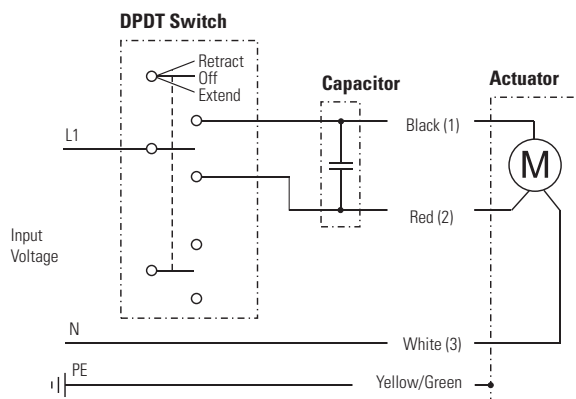 DPDT Switch
Retract
Off
Extend
Capacitor
Actuator
L1
Black (1)
M
Red (2)
Input
Voltage
N
White (3)
PE
Yellow/Green